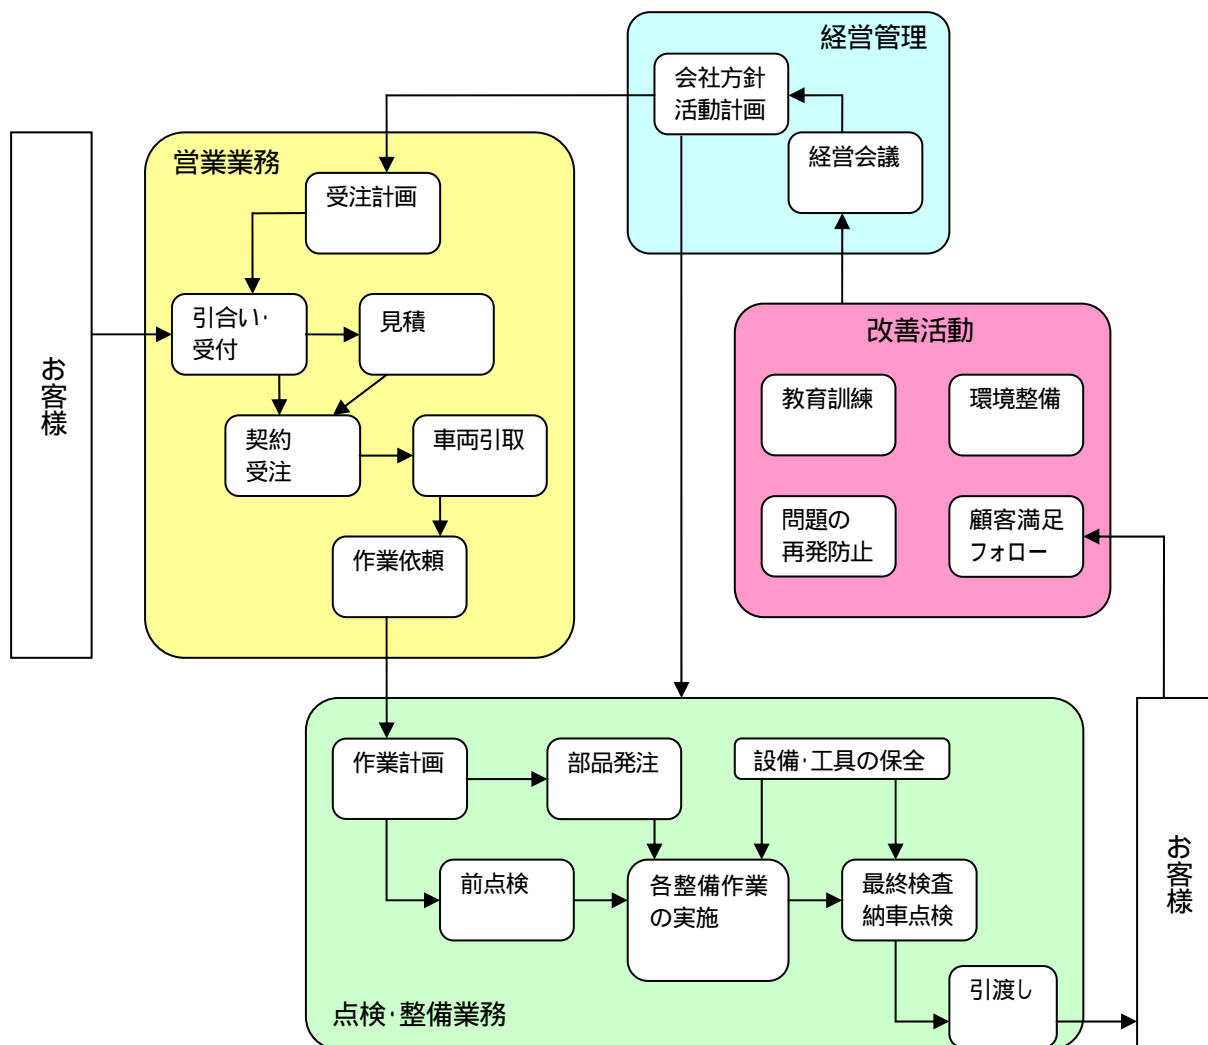 経営管理
会社方針
活動計画
経営会議
お客様
営業業務
受注計画
引合い・
受付
見積
契約
受注
車両引取
作業依頼
改善活動
教育訓練
環境整備
問題の
再発防止
顧客満足
フォロー
作業計画
部品発注
設備・工具の保全
前点検
各整備作業
の実施
最終検査
納車点検
引渡し
点検・整備業務
お客様